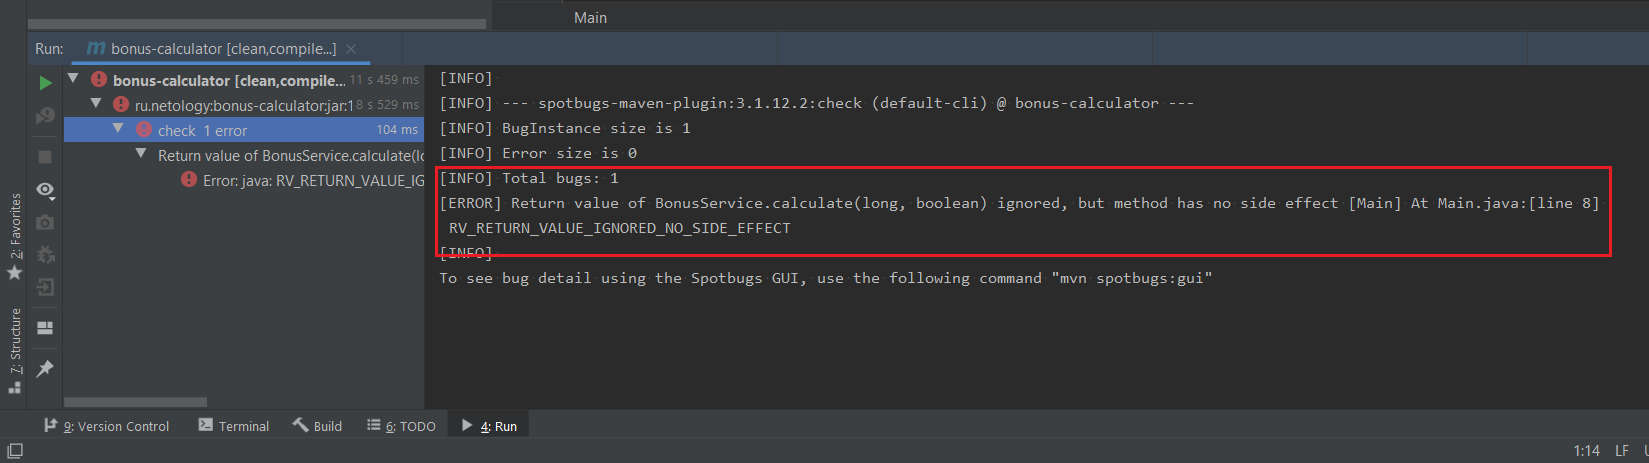 Main
Run:
bonus-calculator [clean,compile...]
bonus-calculator [clean,compile... 11 s 459 ms
ru.netology:bonus-calculator:jar:1 8 s 529 ms
check 1 error 104 ms
Return value of BonusService.calculate(lo
Error: java: RV_RETURN_VALUE_IG
[INFO]
[INFO] --- spotbugs-maven-plugin:3.1.12.2:check (default-cli) @ bonus-calculator ---
[INFO] BugInstance size is 1
[INFO] Error size is 0
[INFO] Total bugs: 1
[ERROR] Return value of BonusService.calculate(long, boolean) ignored, but method has no side effect [Main] At Main.java:[line 8]
RV_RETURN_VALUE_IGNORED_NO_SIDE_EFFECT
[INFO]
To see bug detail using the Spotbugs GUI, use the following command "mvn spotbugs:gui"
2: Favorites
7: Structure
9: Version Control
Terminal
Build
6: TODO
4: Run
1:14 LF